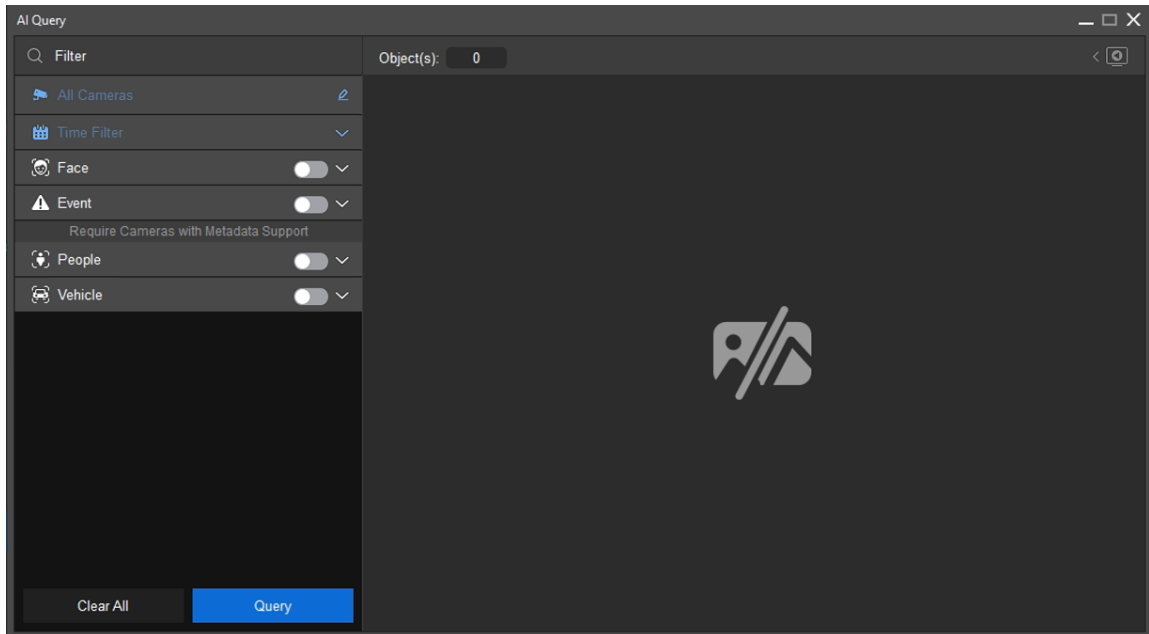 AI Query
Filter
Object(s): 0
All Cameras
Time Filter
Face
Event
Require Cameras with Metadata Support
People
Vehicle
Clear All
Query